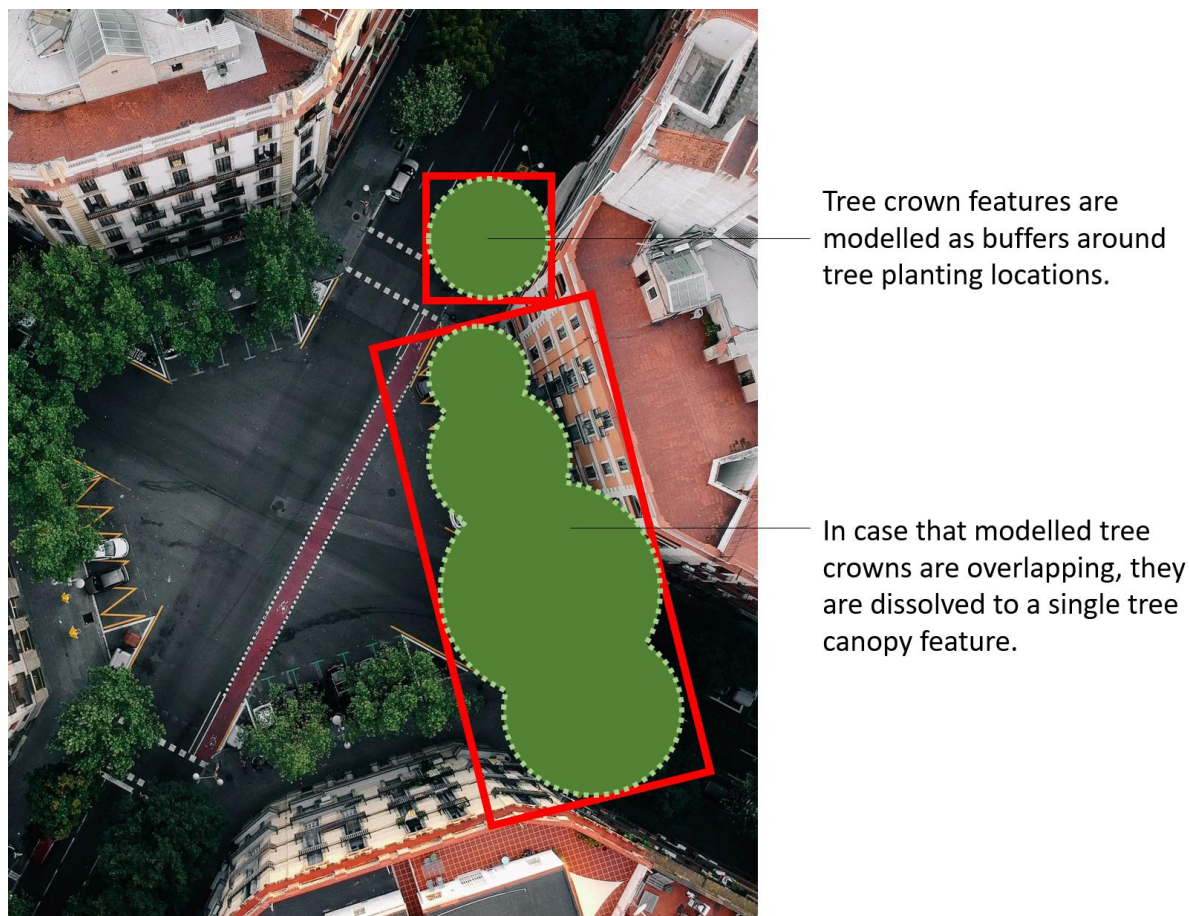 Tree crown features are
modelled as buffers around
tree planting locations.
In case that modelled tree
crowns are overlapping, they
are dissolved to a single tree
canopy feature.